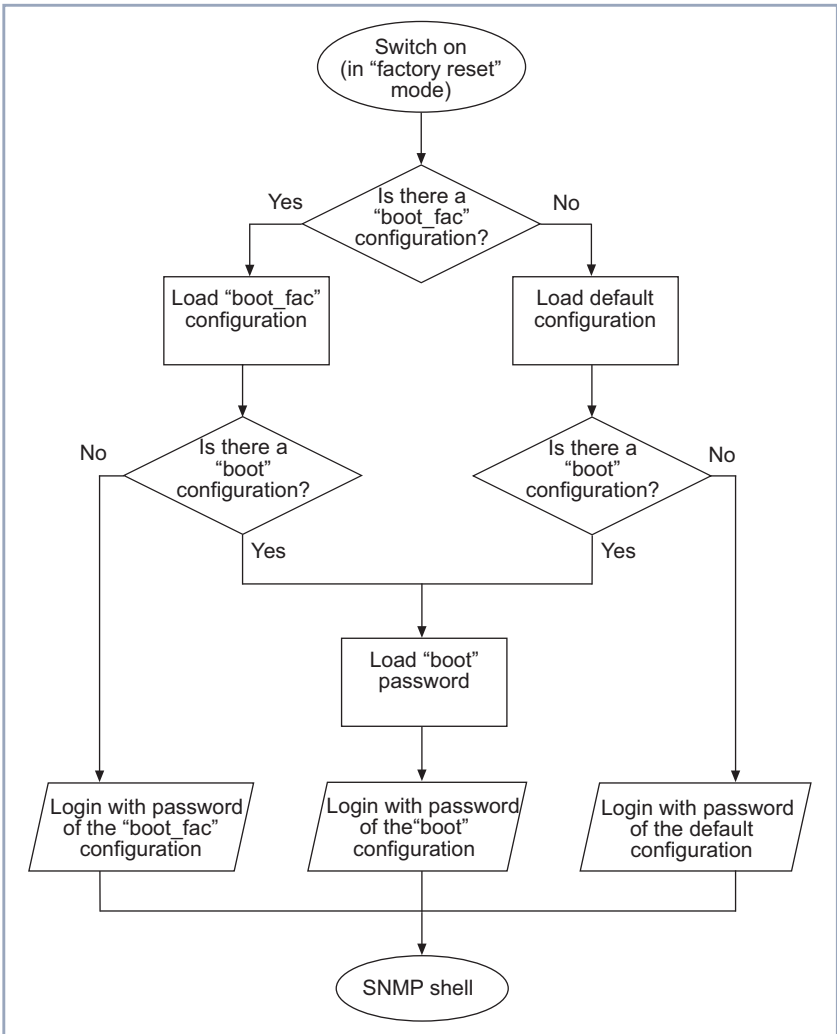 Switch on
(in “factory reset”
mode)
Is there a
“boot_fac”
configuration?
Yes
No
Load “boot_fac”
configuration
Load default
configuration
Is there a
“boot”
configuration?
No
Yes
Is there a
“boot”
configuration?
No
Yes
Load “boot”
password
Login with password
of the “boot_fac”
configuration
Login with password
of the“boot”
configuration
Login with password
of the default
configuration
SNMP shell